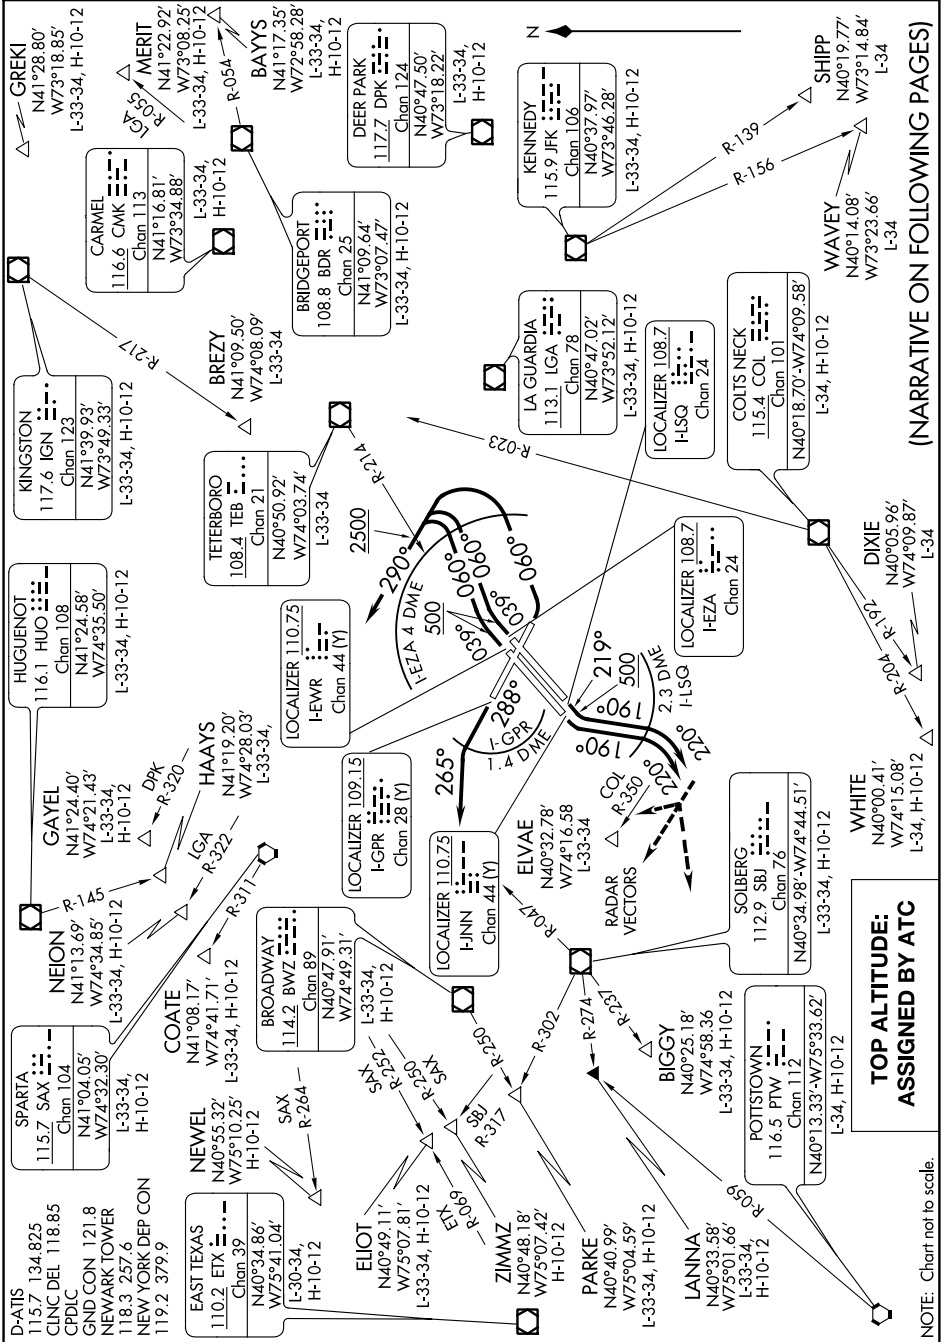 D-ATIS
115.7 134.825
CLNC DEL 118.85
CPDLC
GND CON 121.8
NEWARK TOWER
118.3 257.6
NEW YORK DEP CON
119.2 379.9
SPARTA
115.7 SAX
Chan 104
N41°04.05'
W74°32.30'
L-33-34,
H-10-12
NEION
N41°13.69'
W74°34.85'
L-33-34, H-10-12
R-145
GAYEL
N41°24.40'
W74°21.43'
L-33-34,
H-10-12
DPK
R-320
HAAYS
N41°19.20'
W74°28.03'
L-33-34,
LGA
R-322
R-311
COATE
N41°08.17'
W74°41.71'
L-33-34, H-10-12
HUGUENOT
116.1 HUO
Chan 108
N41°24.58'
W74°35.50'
L-33-34, H-10-12
KINGSTON
117.6 IGN
Chan 123
N41°39.93'
W73°49.33'
L-33-34, H-10-12
R-217
BREZY
N41°09.50'
W74°08.09'
L-33-34
CARMEL
116.6 CMK
Chan 113
N41°16.81'
W73°34.88'
L-33-34,
H-10-12
GREKI
N41°28.80'
W73°18.85'
L-33-34, H-10-12
MERIT
N41°22.92'
W73°08.25'
L-33-34, H-10-12
LGA
R-055
R-054
BAYYS
N41°17.35'
W72°58.28'
L-33-34,
H-10-12
BRIDGEPORT
108.8 BDR
Chan 25
N41°09.64'
W73°07.47'
L-33-34, H-10-12
DEER PARK
117.7 DPK
Chan 124
N40°47.50'
W73°18.22'
L-33-34,
H-10-12
EAST TEXAS
110.2 ETX
Chan 39
N40°34.86'
W75°41.04'
L-30-34,
H-10-12
NEWEL
N40°55.32'
W75°10.25'
H-10-12
SAX
R-264
BROADWAY
114.2 BWZ
Chan 89
N40°47.91'
W74°49.31'
L-33-34,
H-10-12
SAX
R-252
SAX
R-250
R-250
ELIOT
N40°49.11'
W75°07.81'
L-33-34, H-10-12
ETX
R-069
SBJ
R-317
ZIMMZ
N40°48.18'
W75°07.42'
H-10-12
R-302
PARKE
N40°40.99'
W75°04.59'
L-33-34, H-10-12
R-274
LANNA
N40°33.58'
W75°01.66'
L-33-34,
H-10-12
R-237
BIGGY
N40°25.18'
W74°58.36
L-33-34, H-10-12
R-059
POTTSTOWN
116.5 PTW
Chan 112
N40°13.33'-W75°33.62'
L-34, H-10-12
SOLBERG
112.9 SBJ
Chan 76
N40°34.98'-W74°44.51'
L-33-34, H-10-12
R-047
TETERBORO
108.4 TEB
Chan 21
N40°50.92'
W74°03.74'
L-33-34
R-214
2500
290°
I-EZA 4 DME
500
060°
060°
060°
039°
039°
LOCALIZER 110.75
I-EWR
Chan 44 (Y)
LOCALIZER 109.15
I-GPR
Chan 28 (Y)
LOCALIZER 110.75
I-JNN
Chan 44 (Y)
265°
288°
I-GPR
1.4 DME
219°
500
190°
190°
2.3 DME
I-LSQ
220°
220°
ELVAE
N40°32.78'
W74°16.58
L-33-34
COL
R-350
RADAR
VECTORS
LOCALIZER 108.7
I-EZA
Chan 24
LOCALIZER 108.7
I-LSQ
Chan 24
LA GUARDIA
113.1 LGA
Chan 78
N40°47.02'
W73°52.12'
L-33-34, H-10-12
R-023
KENNEDY
115.9 JFK
Chan 106
N40°37.97'
W73°46.28'
L-33-34, H-10-12
N
R-139
R-156
SHIPP
N40°19.77'
W73°14.84'
L-34
WAVEY
N40°14.08'
W73°23.66'
L-34
COLTS NECK
115.4 COL
Chan 101
N40°18.70'-W74°09.58'
L-34, H-10-12
R-192
R-204
DIXIE
N40°05.96'
W74°09.87'
L-34
WHITE
N40°00.41'
W74°15.08'
L-34, H-10-12
TOP ALTITUDE:
ASSIGNED BY ATC
NOTE: Chart not to scale.
(NARRATIVE ON FOLLOWING PAGES)